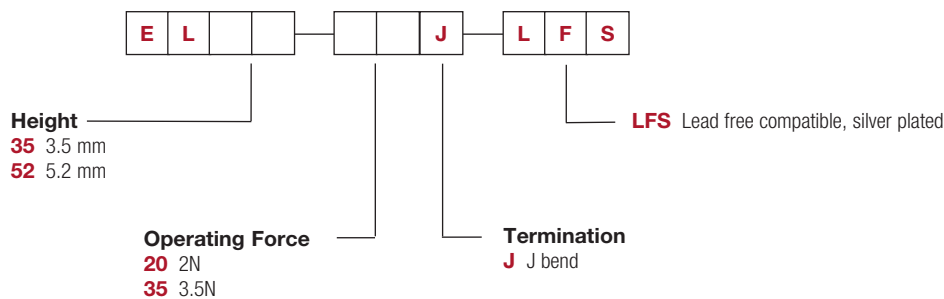 E L J L F S
Height
35 3.5 mm
52 5.2 mm
LFS Lead free compatible, silver plated
Operating Force
20 2N
35 3.5N
Termination
J J bend